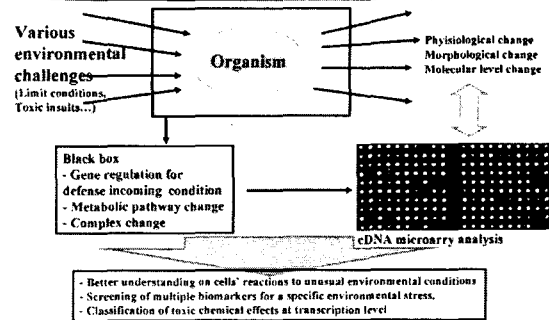 Various
environmental
challenges
(Limit conditions,
Toxic insults...)
Organism
Phyisiological change
Morphological change
Molecular level change
Black box
- Gene regulation for
defense incoming condition
- Metabolic pathway change
- Complex change
cDNA microarry analysis
- Better understanding on cells' reactions to unusual environmental conditions
- Screening of multiple biomarkers for a specific environmental stress.
- Classification of toxic chemical effects at transcription level